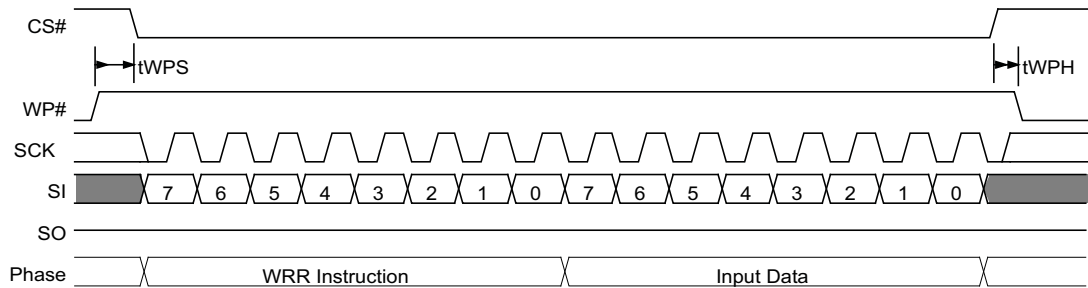 CS#
tWPS
tWPH
WP#
SCK
SI 7 6 5 4 3 2 1 0 7 6 5 4 3 2 1 0
SO
Phase WRR Instruction Input Data